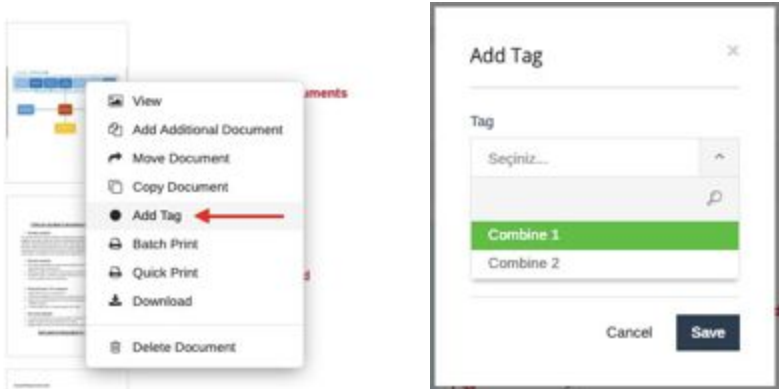 uments
View
Add Additional Document
Move Document
Copy Document
Add Tag
Batch Print
Quick Print
Download
Delete Document
Add Tag
×
Tag
Seçiniz...
Combine 1
Combine 2
Cancel
Save